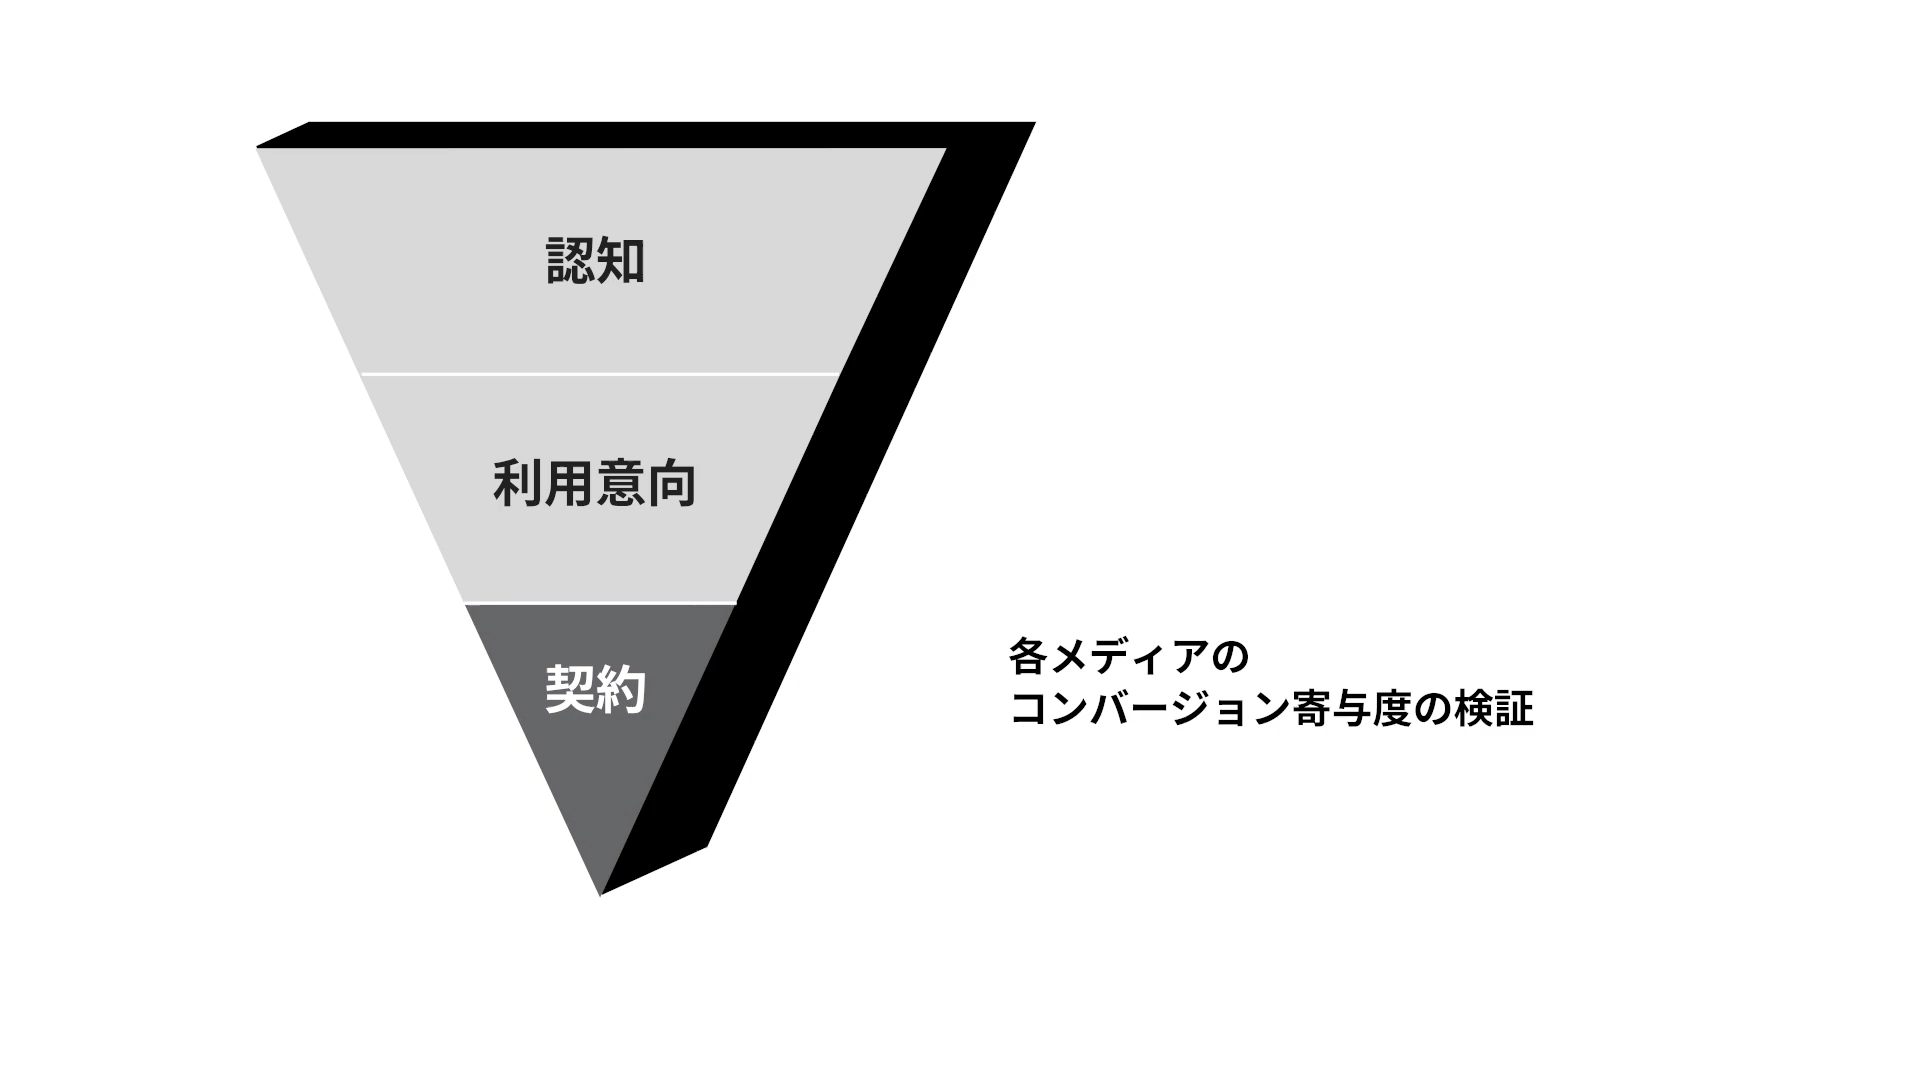 認知
利用意向
契約
各メディアの
コンバージョン寄与度の検証